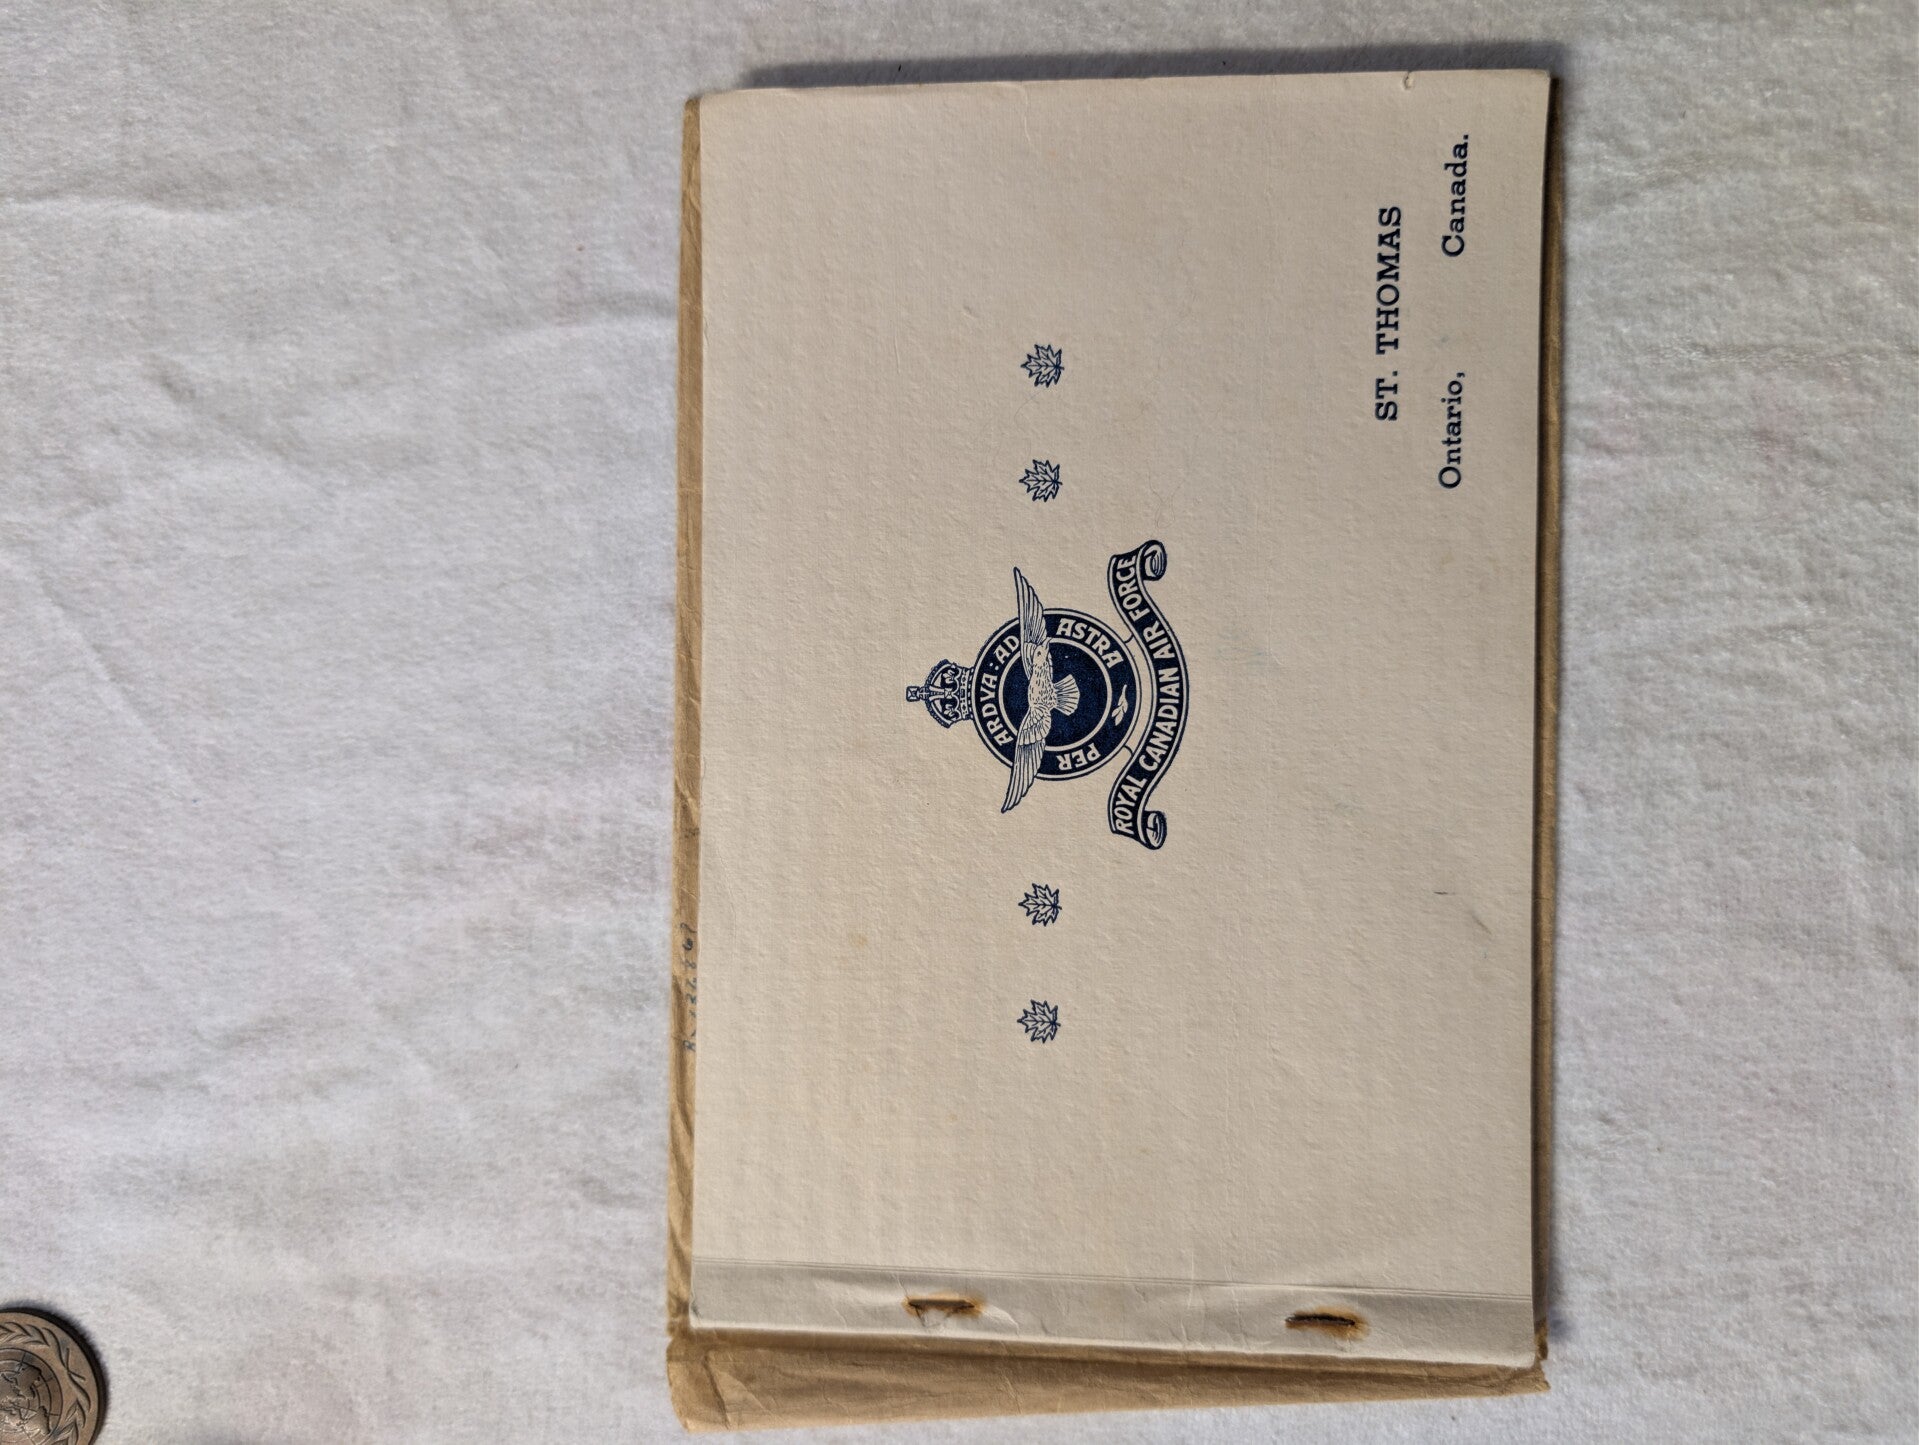 PER ARDVA : AD ASTRA
ROYAL CANADIAN AIR FORCE
ST. THOMAS
Ontario, Canada.